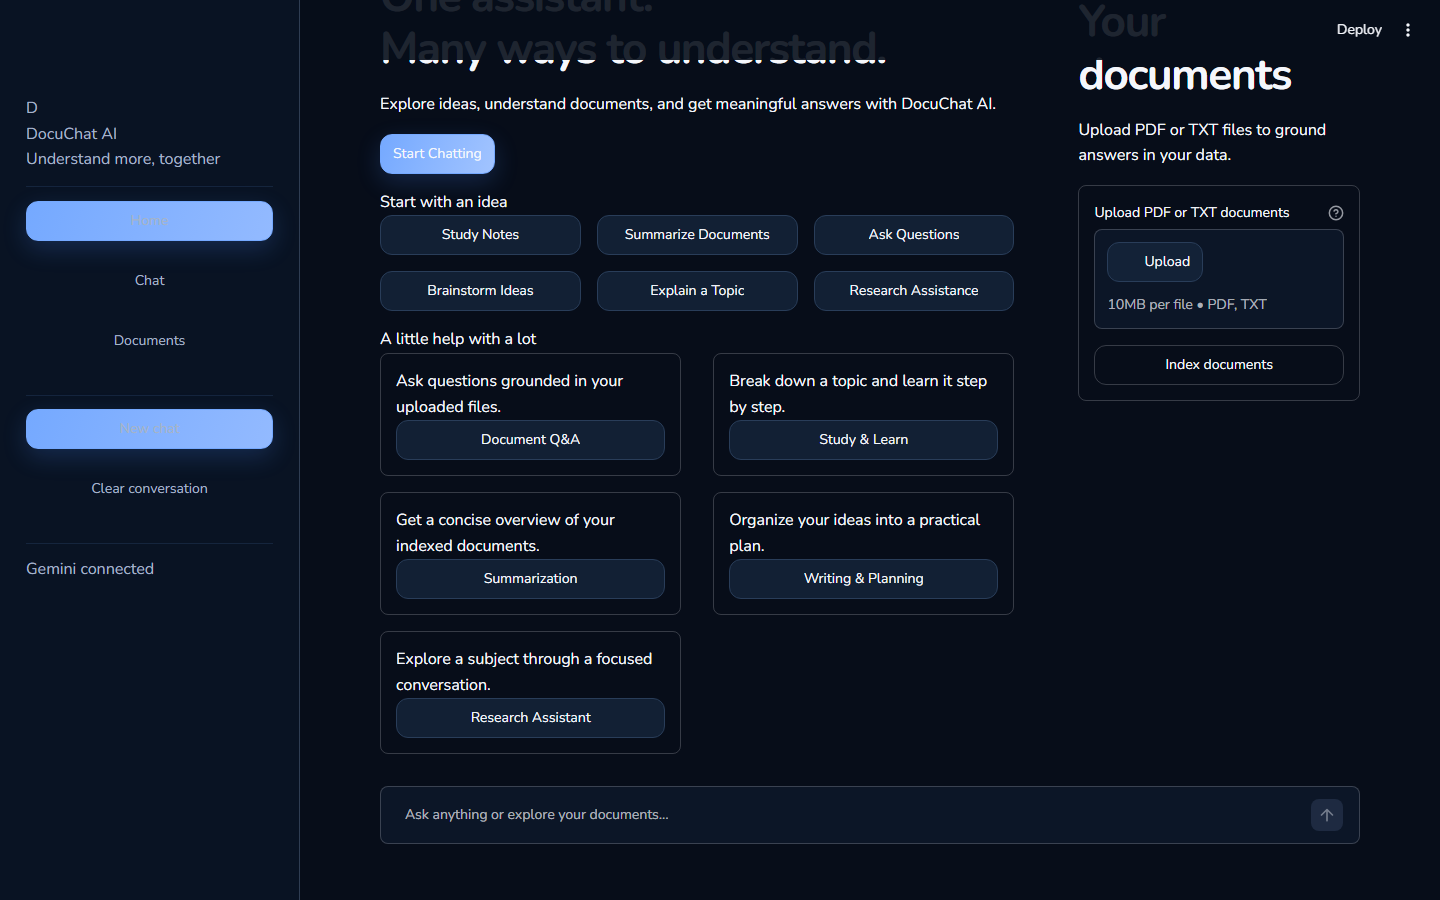 D
DocuChat AI
Understand more, together
Home
Chat
Documents
New chat
Clear conversation
Gemini connected
One assistant.
Many ways to understand.
Explore ideas, understand documents, and get meaningful answers with DocuChat AI.
Start Chatting
Start with an idea
Study Notes
Summarize Documents
Ask Questions
Brainstorm Ideas
Explain a Topic
Research Assistance
A little help with a lot
Ask questions grounded in your
uploaded files.
Document Q&A
Break down a topic and learn it step
by step.
Study & Learn
Get a concise overview of your
indexed documents.
Summarization
Organize your ideas into a practical
plan.
Writing & Planning
Explore a subject through a focused
conversation.
Research Assistant
Ask anything or explore your documents...
Deploy
Your
documents
Upload PDF or TXT files to ground
answers in your data.
Upload PDF or TXT documents
Upload
10MB per file • PDF, TXT
Index documents